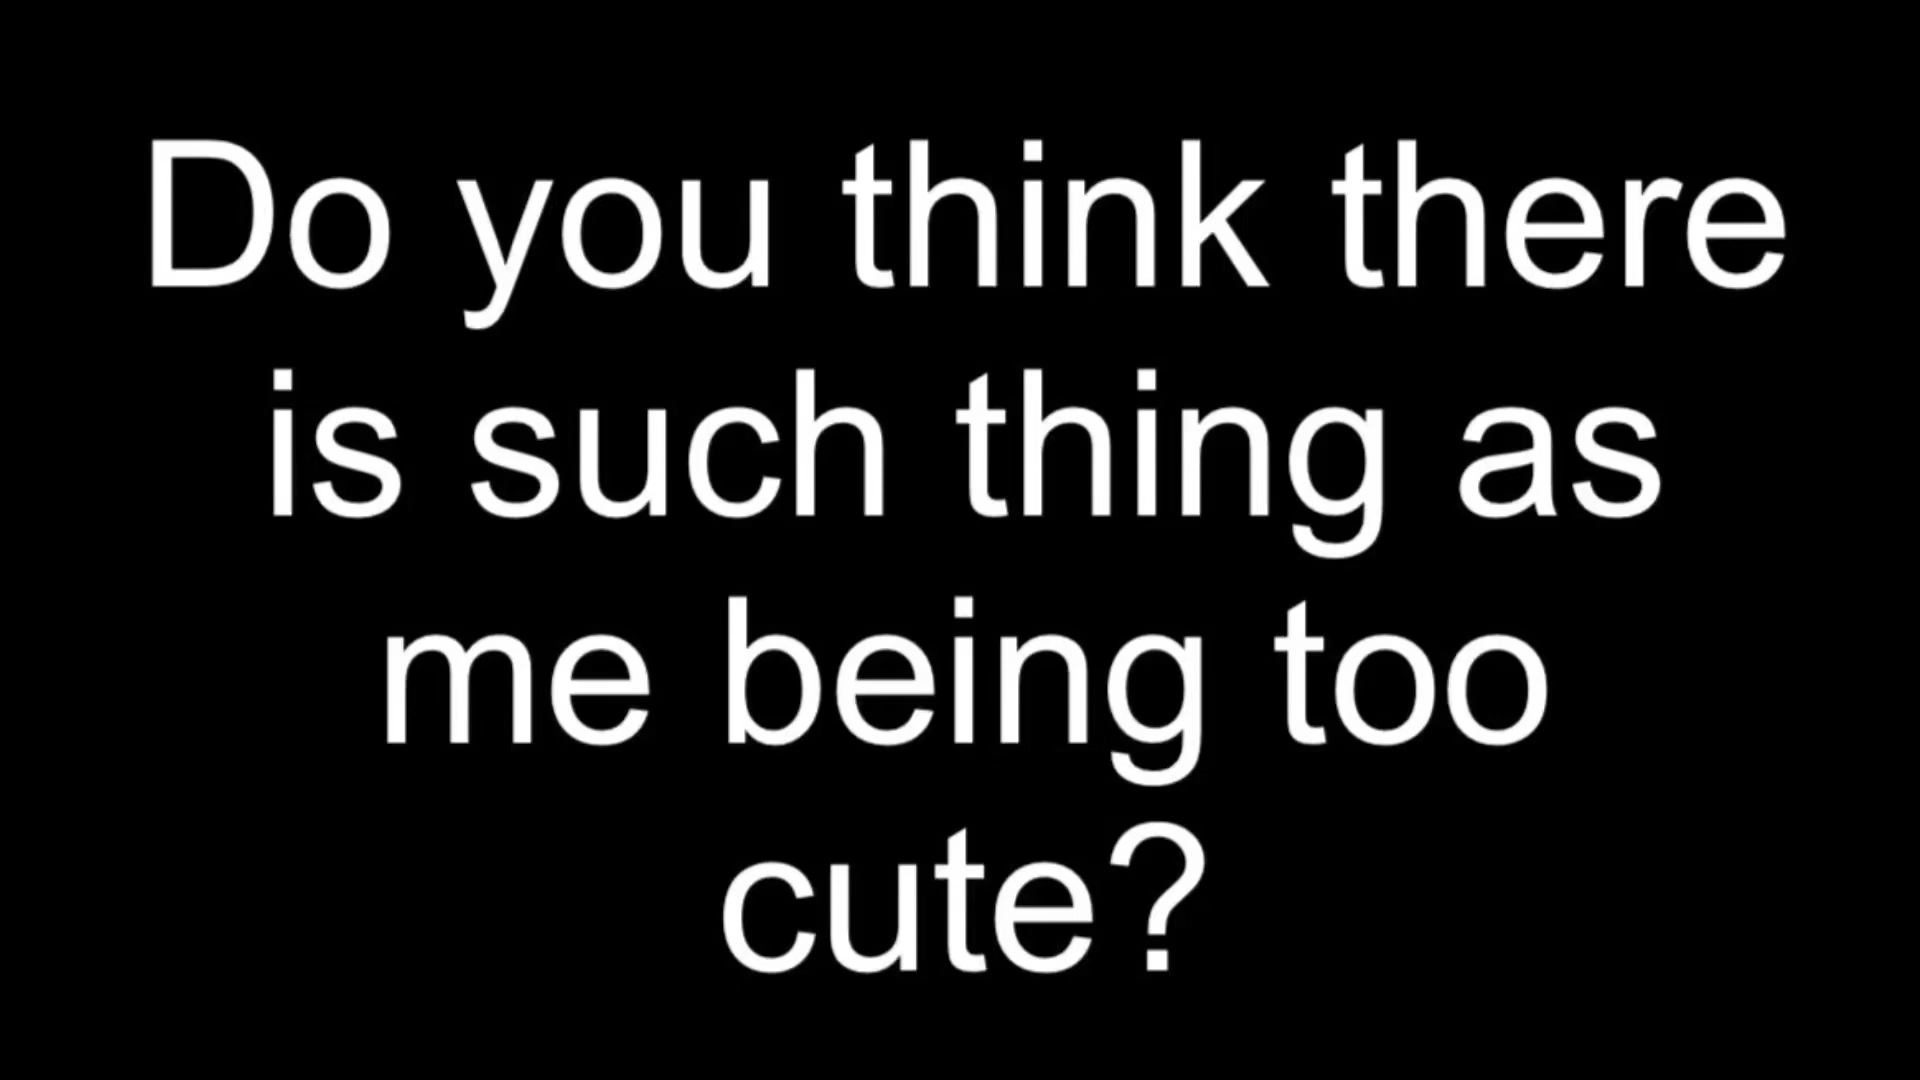 Do you think there
is such thing as
me being too
cute?